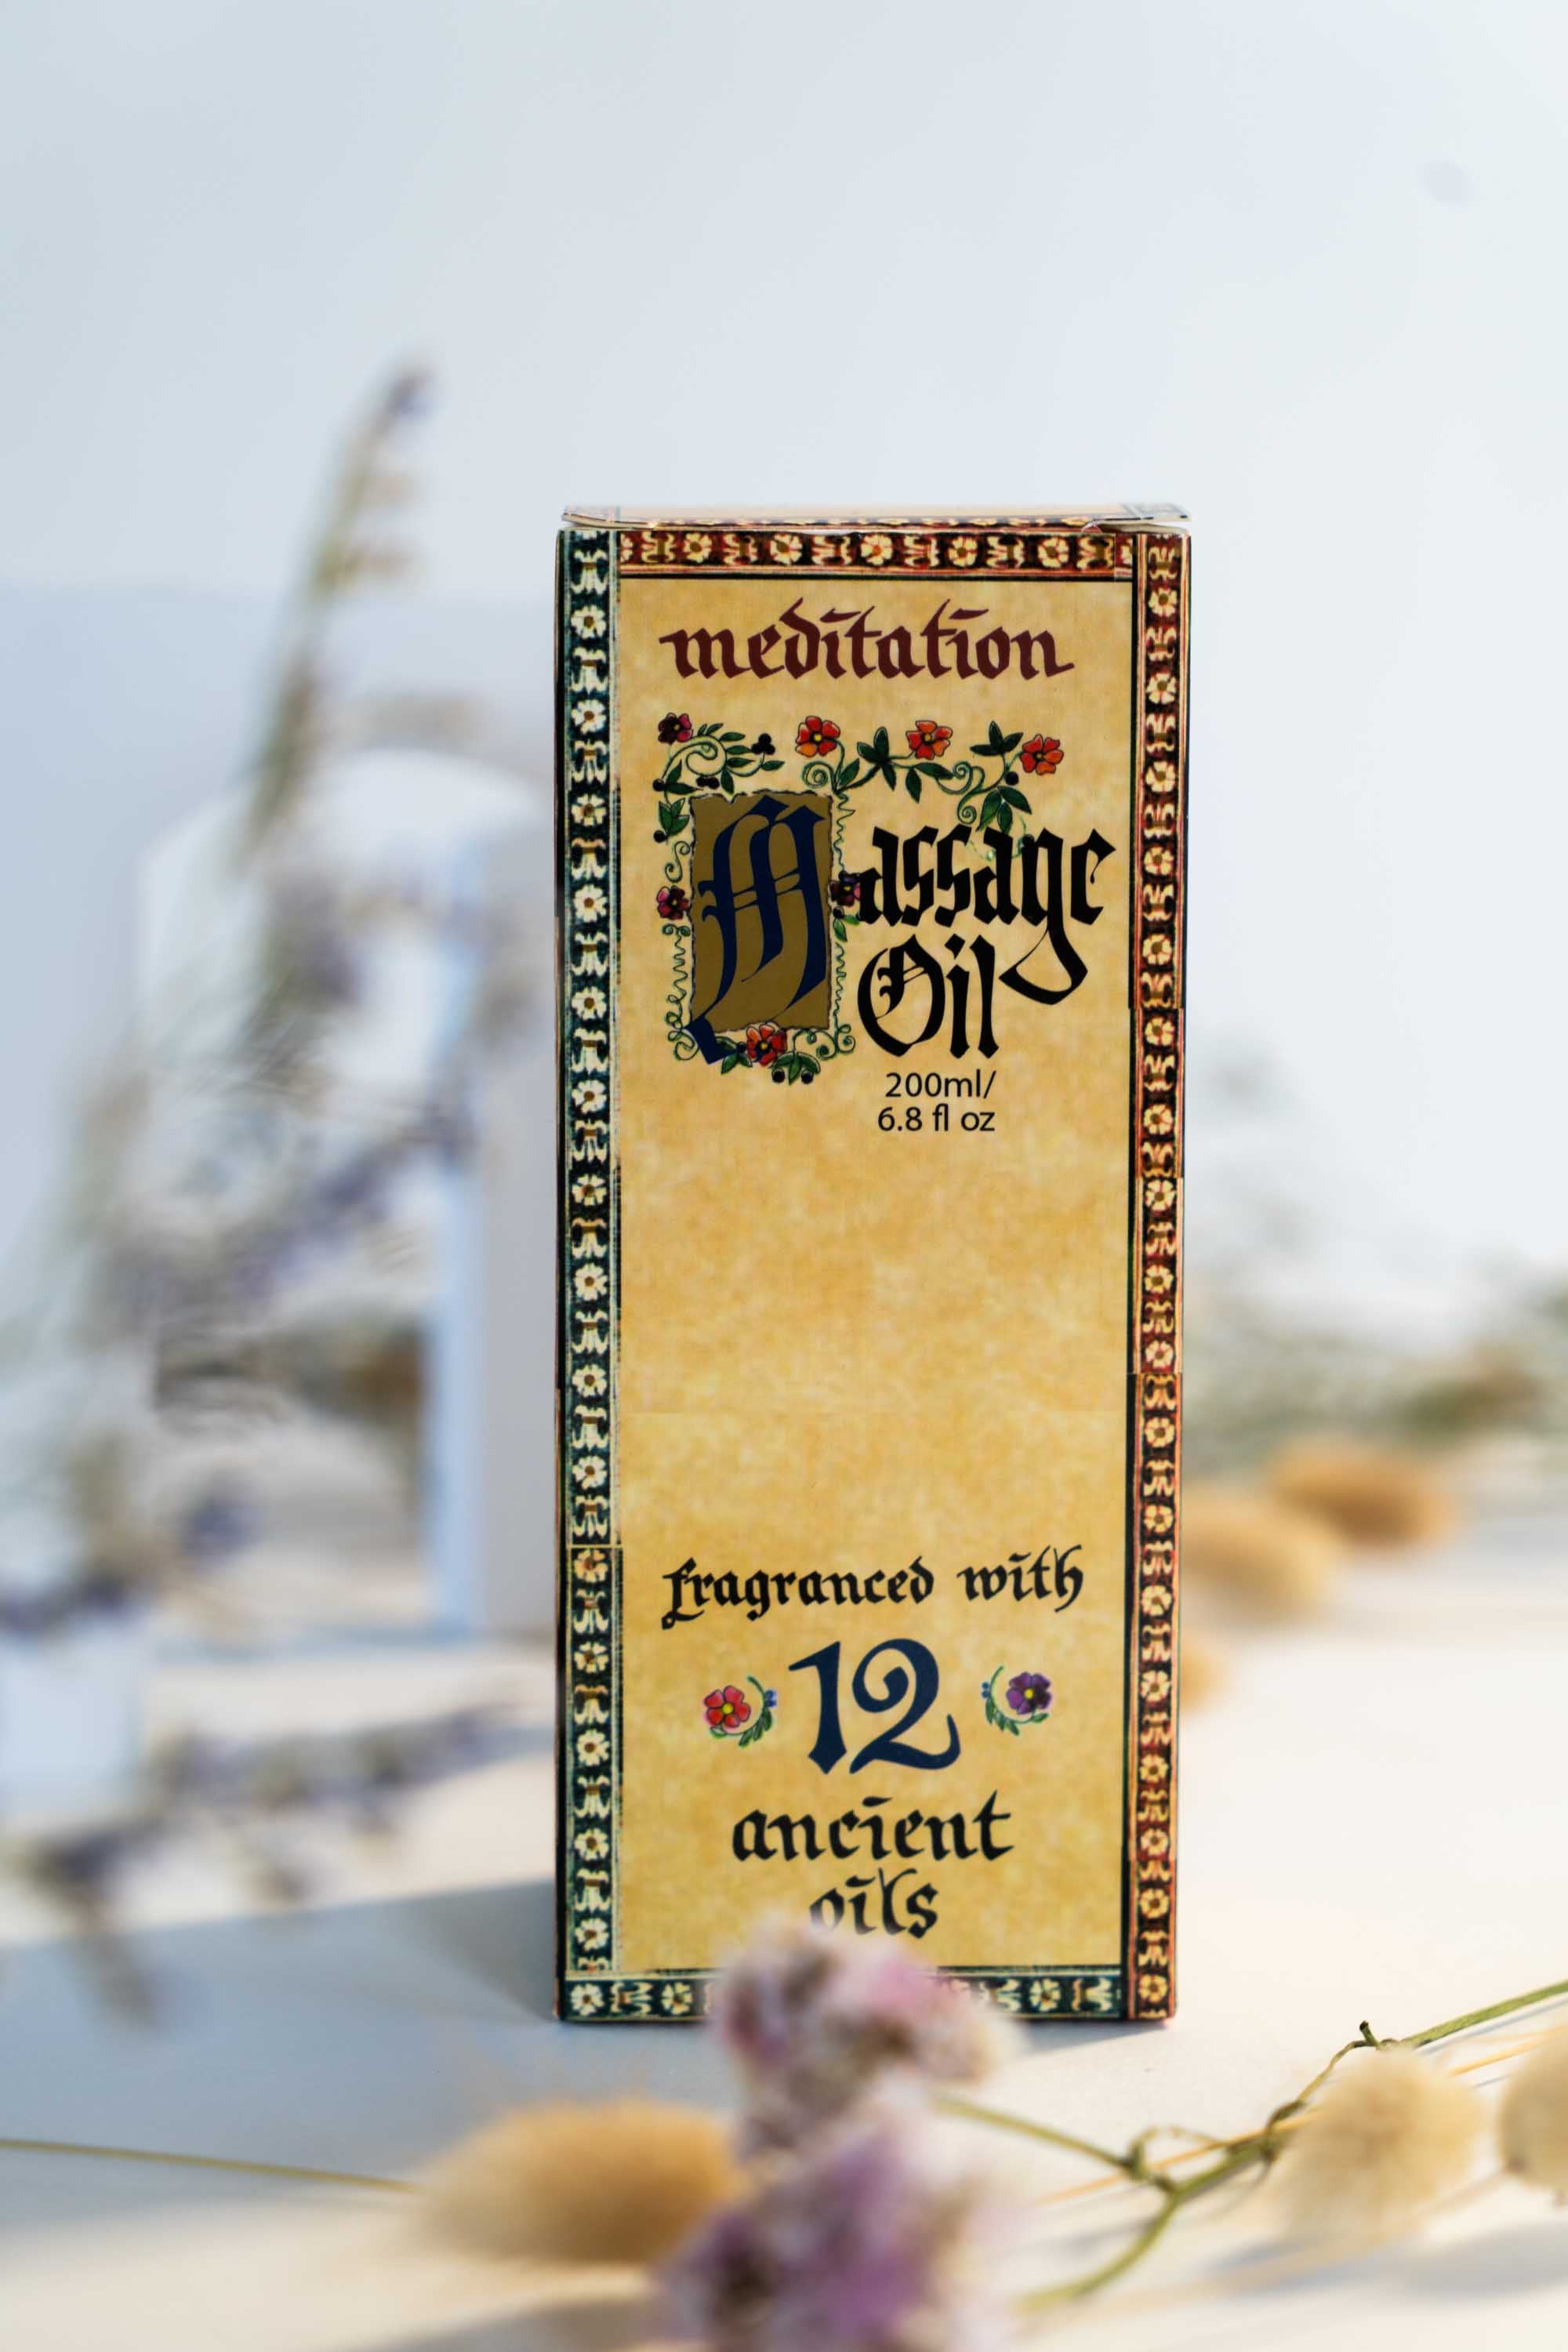 meditation
Massage
Oil
200ml/
6.8 fl oz
fragranced with
12
ancient
oils